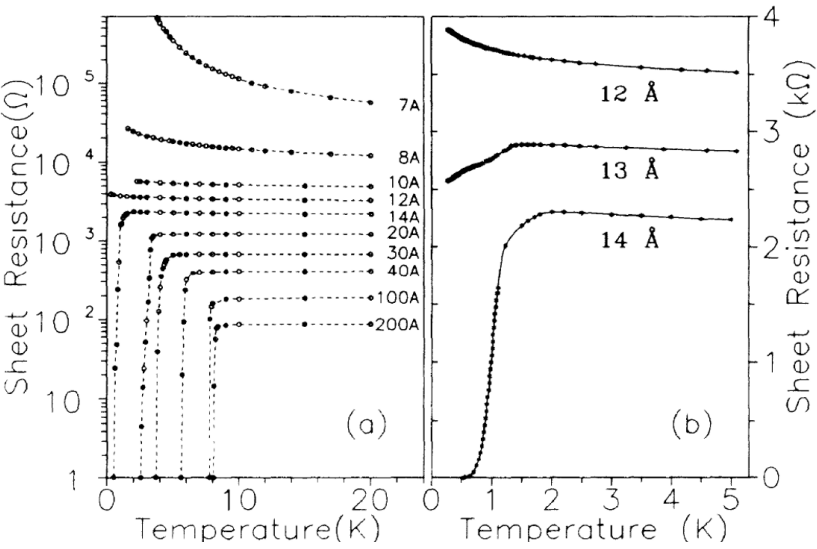 Sheet Resistance(Ω)
10 5
10 4
10 3
10 2
10
1
7A
8A
10A
12A
14A
20A
30A
40A
100A
200A
(a)
0 10 20
Temperature(K)
12 Å
13 Å
14 Å
(b)
0 1 2 3 4 5
Temperature (K)
4
3
2
1
0
Sheet Resistance (kΩ)